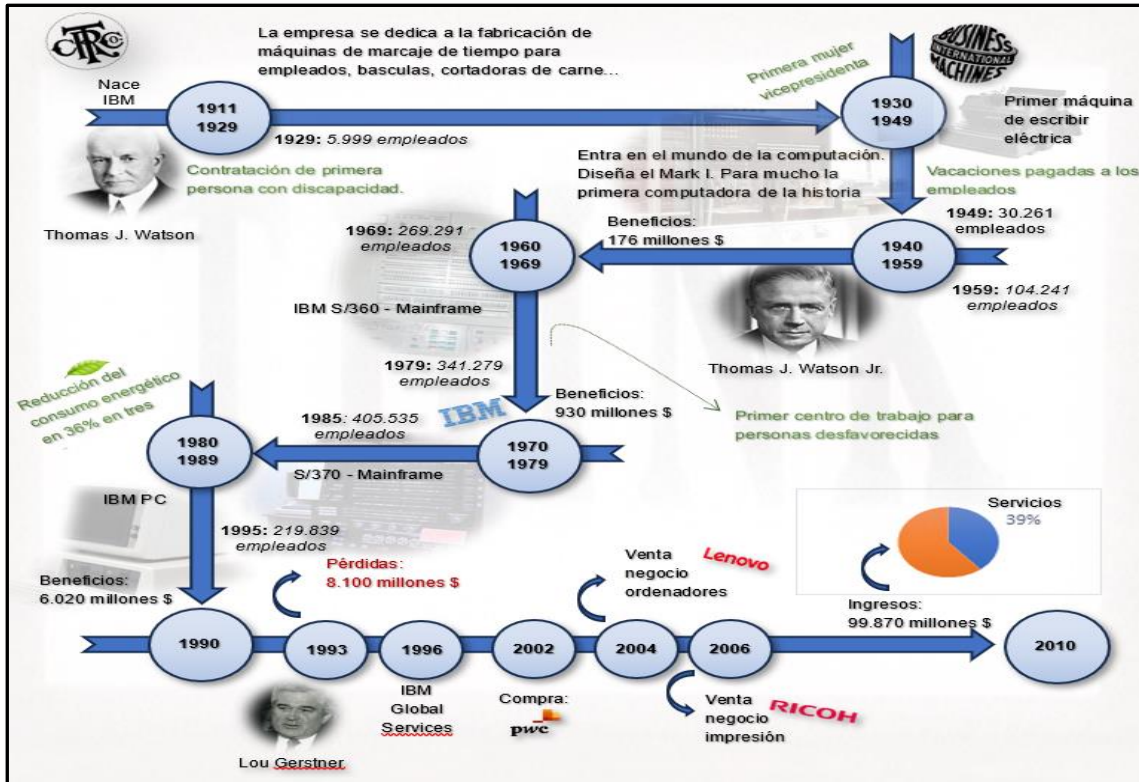 CTR Co.
La empresa se dedica a la fabricación de
máquinas de marcaje de tiempo para
empleados, basculas, cortadoras de carne...
Nace
IBM
1911
1929
1929: 5.999 empleados
Thomas J. Watson
Contratación de primera
persona con discapacidad.
Primera mujer
vicepresidenta
BUSINESS
INTERNATIONAL
MACHINES
1930
1949
Primer máquina
de escribir
eléctrica
Entra en el mundo de la computación.
Diseña el Mark I. Para mucho la
primera computadora de la historia
Vacaciones pagadas a los
empleados
1949: 30.261
empleados
1940
1959
1959: 104.241
empleados
Thomas J. Watson Jr.
Beneficios:
176 millones $
1969: 269.291
empleados
1960
1969
IBM S/360 - Mainframe
1979: 341.279
empleados
Beneficios:
930 millones $
Primer centro de trabajo para
personas desfavorecidas
IBM
1970
1979
1985: 405.535
empleados
S/370 - Mainframe
Reducción del
consumo energético
en 36% en tres
1980
1989
IBM PC
1995: 219.839
empleados
Beneficios:
6.020 millones $
1990
Pérdidas:
8.100 millones $
1993
Lou Gerstner
1996
IBM
Global
Services
2002
Compra:
pwc
Venta
negocio
ordenadores
Lenovo
2004
2006
Venta
negocio
impresión
RICOH
Servicios
39%
Ingresos:
99.870 millones $
2010